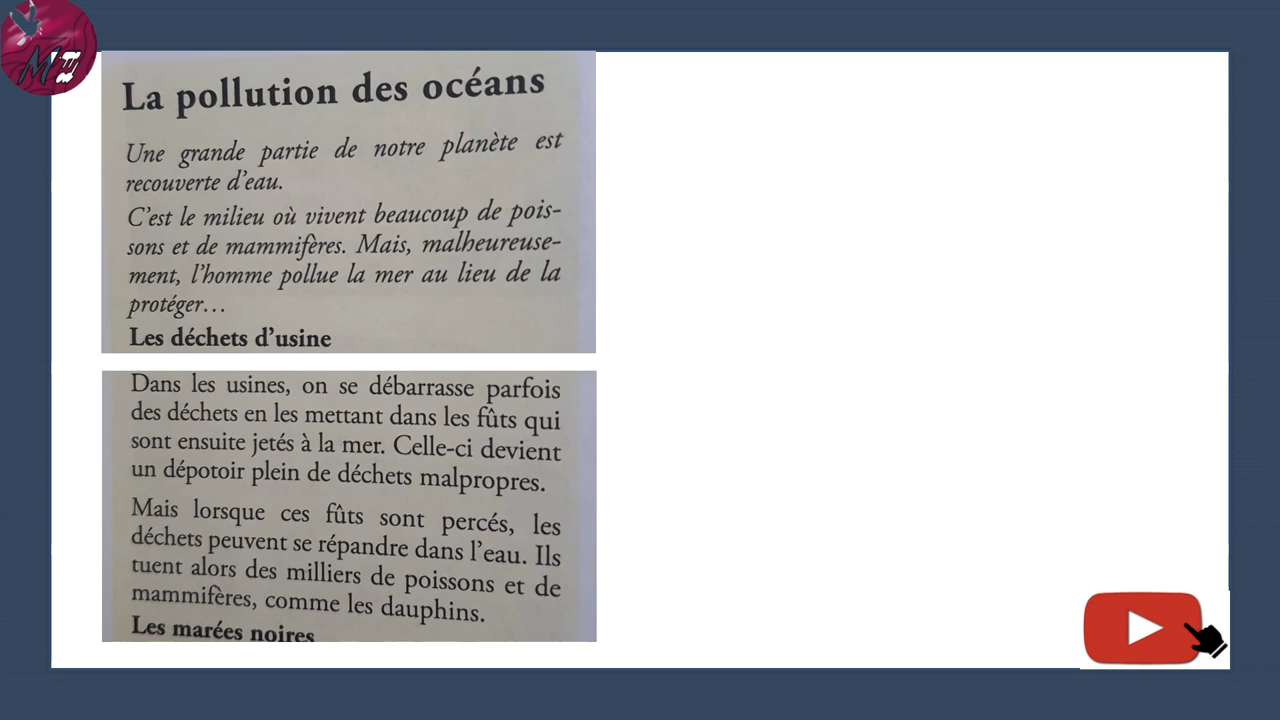 La pollution des océans
Une grande partie de notre planète est
recouverte d'eau.
C'est le milieu où vivent beaucoup de pois-
sons et de mammifères. Mais, malheureuse-
ment, l'homme pollue la mer au lieu de la
protéger...
Les déchets d'usine
Dans les usines, on se débarrasse parfois
des déchets en les mettant dans les fûts qui
sont ensuite jetés à la mer. Celle-ci devient
un dépotoir plein de déchets malpropres.
Mais lorsque ces fûts sont percés, les
déchets peuvent se répandre dans l'eau. Ils
tuent alors des milliers de poissons et de
mammifères, comme les dauphins.
Les marées noires